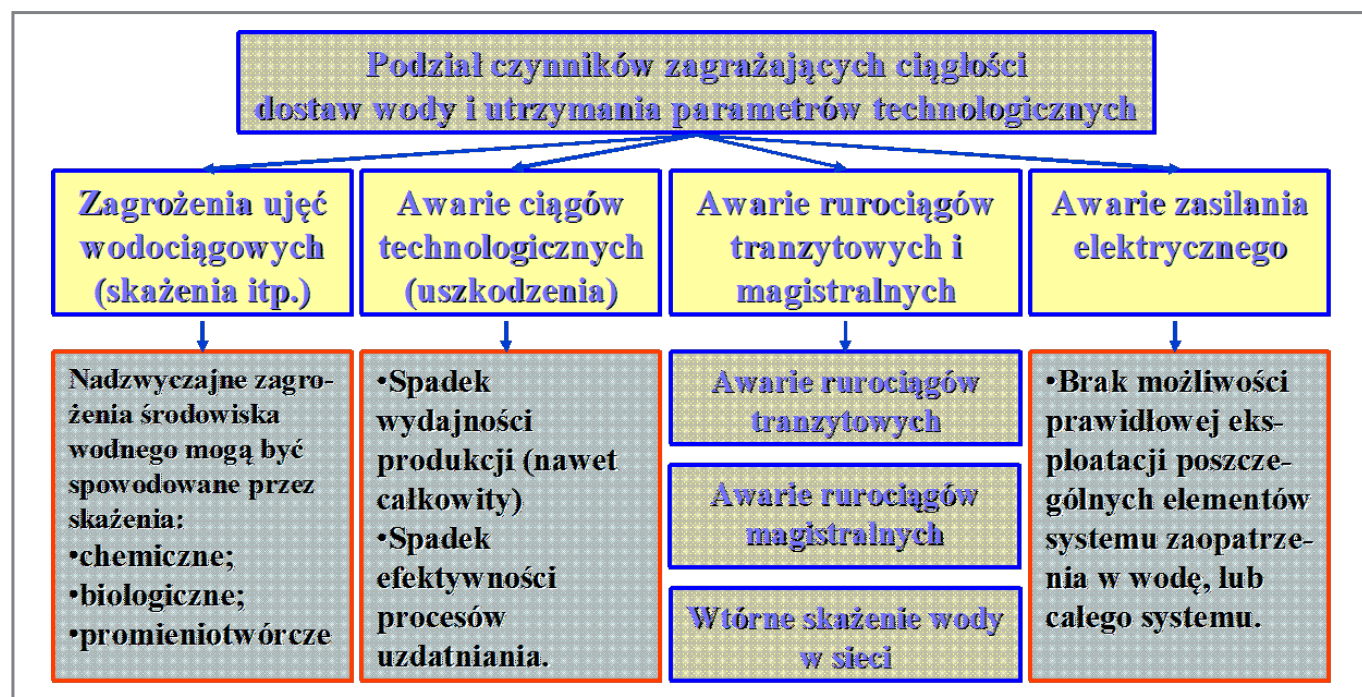 Podział czynników zagrażających ciągłości
dostaw wody i utrzymania parametrów technologicznych
Zagrożenia ujęć
wodociągowych
(skażenia itp.)
Awarie ciągów
technologicznych
(uszkodzenia)
Awarie rurociągów
tranzytowych i
magistralnych
Awarie zasilania
elektrycznego
Nadzwyczajne zagro-
żenia środowiska
wodnego mogą być
spowodowane przez
skażenia:
•chemiczne;
•biologiczne;
•promieniotwórcze
•Spadek
wydajności
produkcji (nawet
całkowity)
•Spadek
efektywności
procesów
uzdatniania.
Awarie rurociągów
tranzytowych
Awarie rurociągów
magistralnych
Wtórne skażenie wody
w sieci
•Brak możliwości
prawidłowej eks-
ploatacji poszcze-
gólnych elementów
systemu zaopatrze-
nia w wodę, lub
całego systemu.